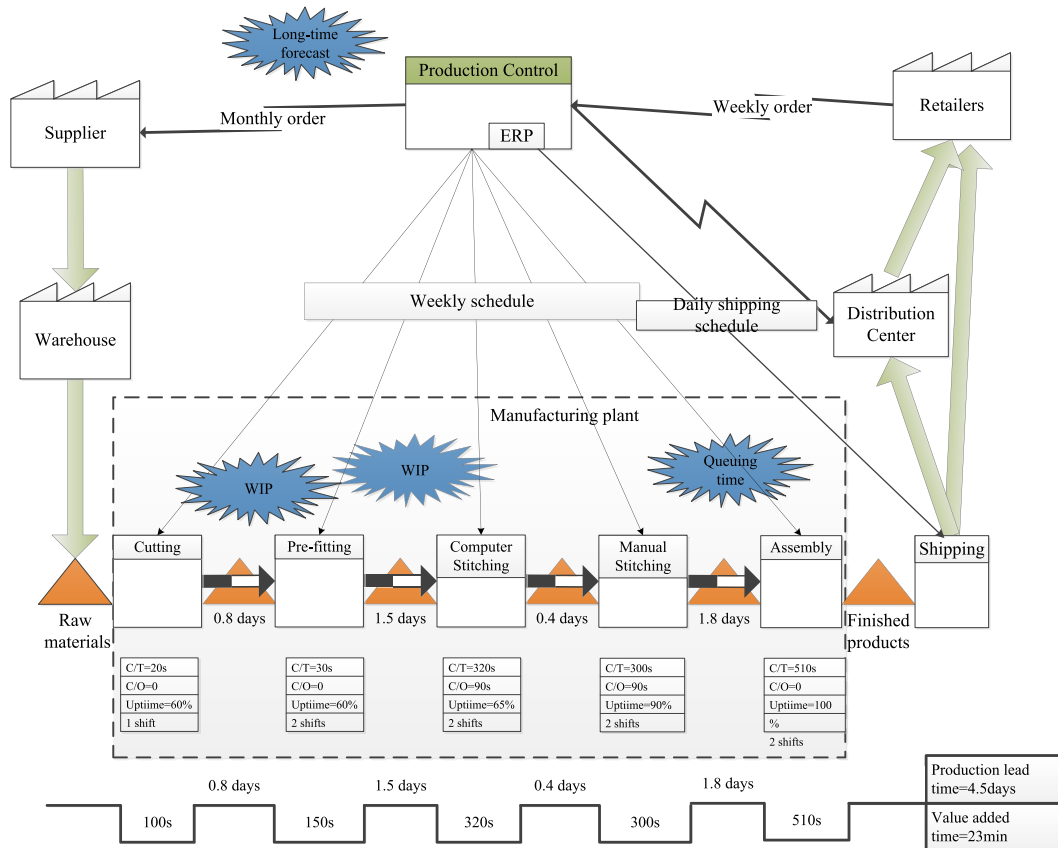 Long-time
forecast
Production Control
ERP
Monthly order
Weekly order
Supplier
Retailers
Warehouse
Weekly schedule
Daily shipping
schedule
Distribution
Center
Manufacturing plant
WIP
WIP
Queuing
time
Cutting
Pre-fitting
Computer
Stitching
Manual
Stitching
Assembly
Shipping
Raw
materials
0.8 days
1.5 days
0.4 days
1.8 days
Finished
products
C/T=20s
C/O=0
Uptiime=60%
1 shift
C/T=30s
C/O=0
Uptiime=60%
2 shifts
C/T=320s
C/O=90s
Uptiime=65%
2 shifts
C/T=300s
C/O=90s
Uptiime=90%
2 shifts
C/T=510s
C/O=0
Uptiime=100
%
2 shifts
0.8 days
1.5 days
0.4 days
1.8 days
100s
150s
320s
300s
510s
Production lead
time=4.5days
Value added
time=23min